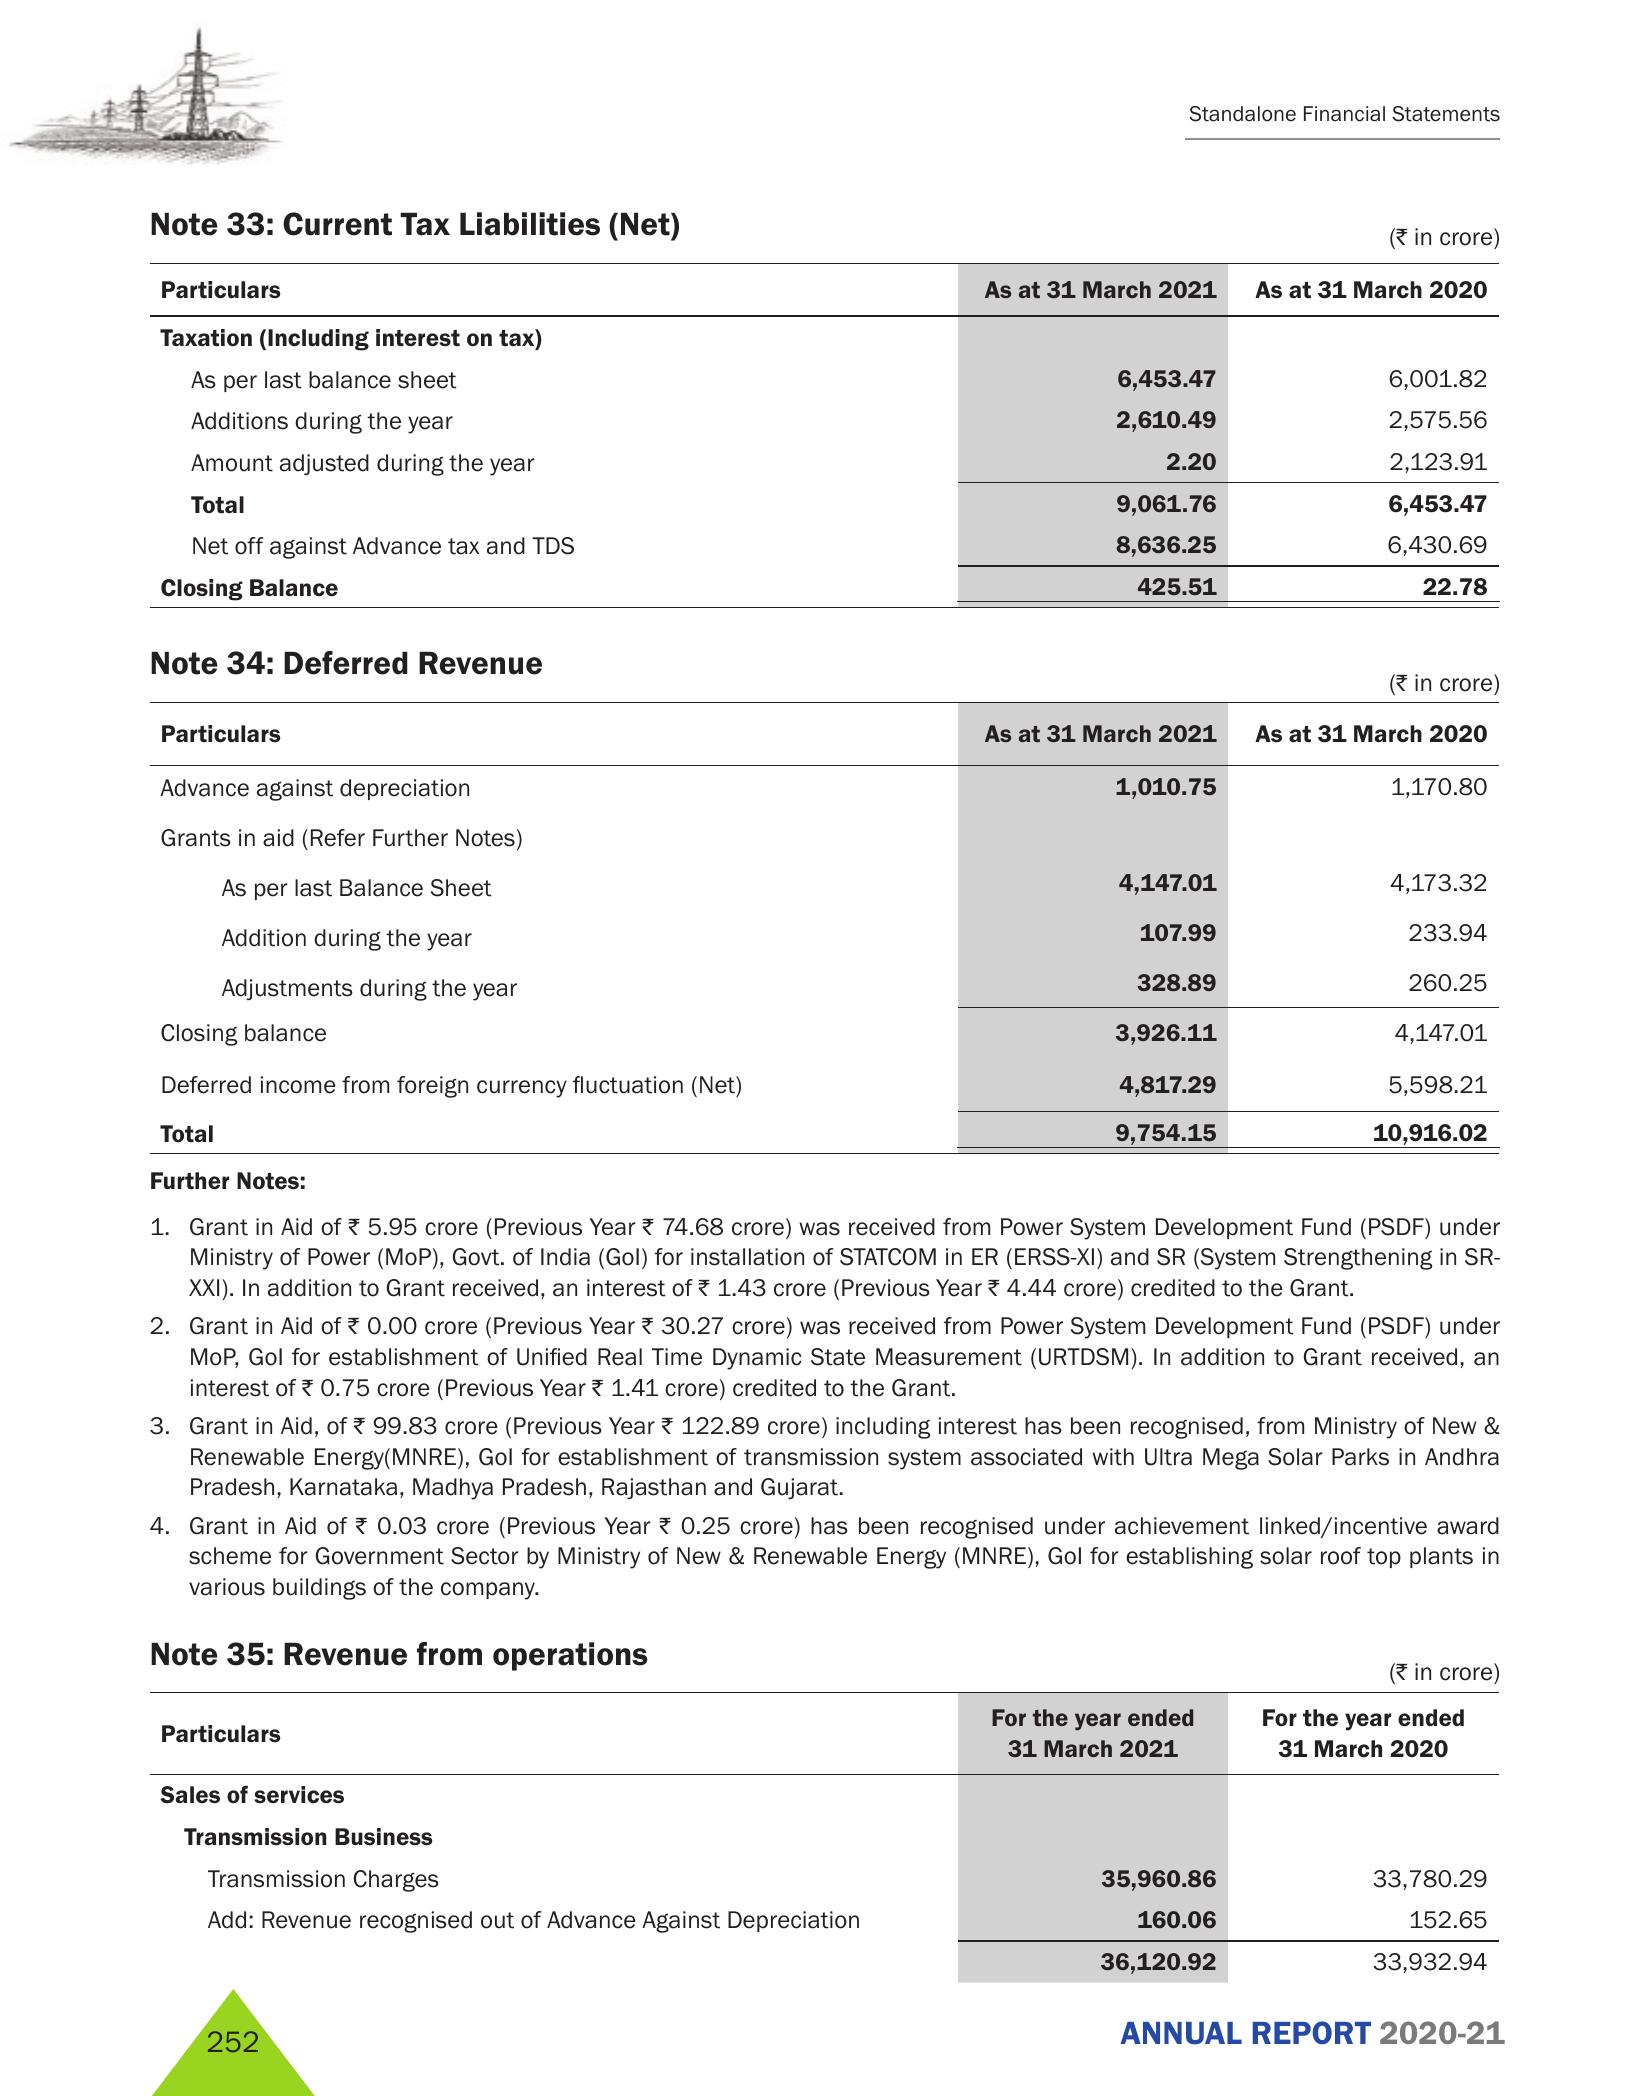 Standalone Financial Statements
Note 33: Current Tax Liabilities (Net)
(₹ in crore)
Particulars As at 31 March 2021 As at 31 March 2020
Taxation (Including interest on tax)
As per last balance sheet 6,453.47 6,001.82
Additions during the year 2,610.49 2,575.56
Amount adjusted during the year 2.20 2,123.91
Total 9,061.76 6,453.47
Net off against Advance tax and TDS 8,636.25 6,430.69
Closing Balance 425.51 22.78
Note 34: Deferred Revenue
(₹ in crore)
Particulars As at 31 March 2021 As at 31 March 2020
Advance against depreciation 1,010.75 1,170.80
Grants in aid (Refer Further Notes)
As per last Balance Sheet 4,147.01 4,173.32
Addition during the year 107.99 233.94
Adjustments during the year 328.89 260.25
Closing balance 3,926.11 4,147.01
Deferred income from foreign currency fluctuation (Net) 4,817.29 5,598.21
Total 9,754.15 10,916.02
Further Notes:
1. Grant in Aid of ₹ 5.95 crore (Previous Year ₹ 74.68 crore) was received from Power System Development Fund (PSDF) under
Ministry of Power (MoP), Govt. of India (GoI) for installation of STATCOM in ER (ERSS-XI) and SR (System Strengthening in SR-
XXI). In addition to Grant received, an interest of ₹ 1.43 crore (Previous Year ₹ 4.44 crore) credited to the Grant.
2. Grant in Aid of ₹ 0.00 crore (Previous Year ₹ 30.27 crore) was received from Power System Development Fund (PSDF) under
MoP, GoI for establishment of Unified Real Time Dynamic State Measurement (URTDSM). In addition to Grant received, an
interest of ₹ 0.75 crore (Previous Year ₹ 1.41 crore) credited to the Grant.
3. Grant in Aid, of ₹ 99.83 crore (Previous Year ₹ 122.89 crore) including interest has been recognised, from Ministry of New &
Renewable Energy(MNRE), GoI for establishment of transmission system associated with Ultra Mega Solar Parks in Andhra
Pradesh, Karnataka, Madhya Pradesh, Rajasthan and Gujarat.
4. Grant in Aid of ₹ 0.03 crore (Previous Year ₹ 0.25 crore) has been recognised under achievement linked/incentive award
scheme for Government Sector by Ministry of New & Renewable Energy (MNRE), GoI for establishing solar roof top plants in
various buildings of the company.
Note 35: Revenue from operations
(₹ in crore)
Particulars For the year ended 31 March 2021 For the year ended 31 March 2020
Sales of services
Transmission Business
Transmission Charges 35,960.86 33,780.29
Add: Revenue recognised out of Advance Against Depreciation 160.06 152.65
36,120.92 33,932.94
252
ANNUAL REPORT 2020-21